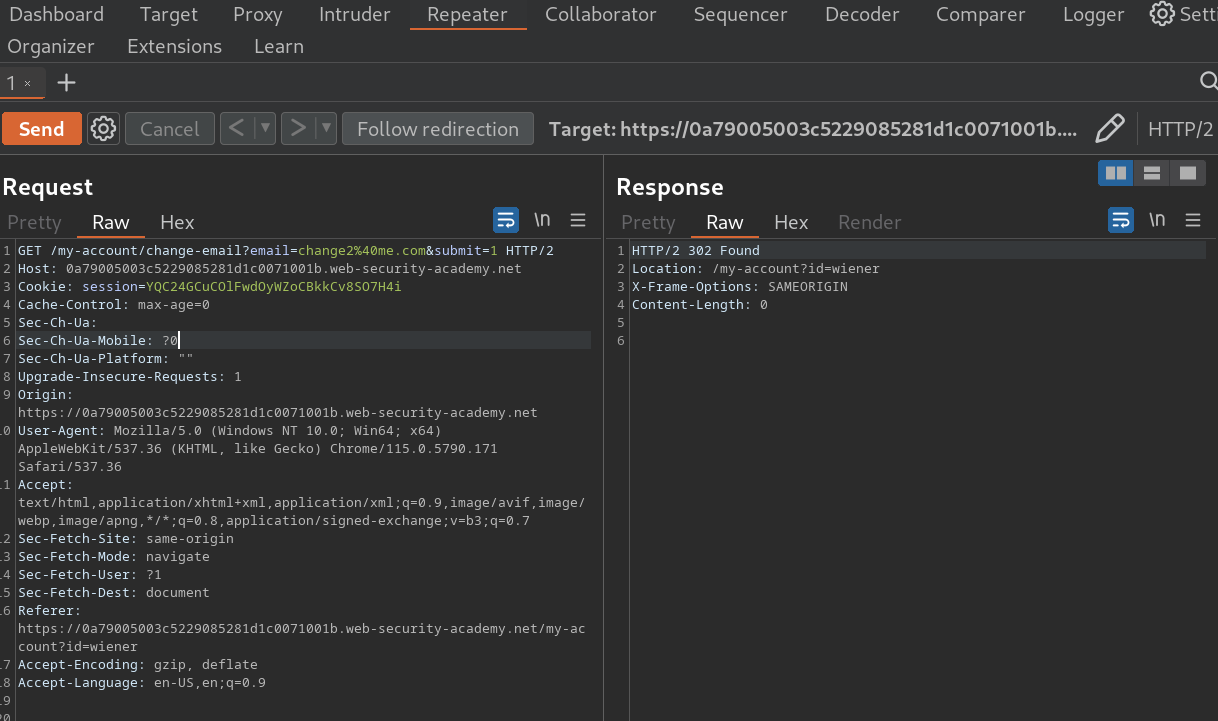 Dashboard Target Proxy Intruder Repeater Collaborator Sequencer Decoder Comparer Logger Setti
Organizer Extensions Learn
1 × +
Send Cancel < ▾ > ▾ Follow redirection Target: https://0a79005003c5229085281d1c0071001b.... HTTP/2
Request
Pretty Raw Hex \n
1 GET /my-account/change-email?email=change2%40me.com&submit=1 HTTP/2
2 Host: 0a79005003c5229085281d1c0071001b.web-security-academy.net
3 Cookie: session=YQC24GCuCOlFwdOyWZoCBkkCv8SO7H4i
4 Cache-Control: max-age=0
5 Sec-Ch-Ua:
6 Sec-Ch-Ua-Mobile: ?0
7 Sec-Ch-Ua-Platform: ""
8 Upgrade-Insecure-Requests: 1
9 Origin:
https://0a79005003c5229085281d1c0071001b.web-security-academy.net
10 User-Agent: Mozilla/5.0 (Windows NT 10.0; Win64; x64)
AppleWebKit/537.36 (KHTML, like Gecko) Chrome/115.0.5790.171
Safari/537.36
11 Accept:
text/html,application/xhtml+xml,application/xml;q=0.9,image/avif,image/
webp,image/apng,*/*;q=0.8,application/signed-exchange;v=b3;q=0.7
12 Sec-Fetch-Site: same-origin
13 Sec-Fetch-Mode: navigate
14 Sec-Fetch-User: ?1
15 Sec-Fetch-Dest: document
16 Referer:
https://0a79005003c5229085281d1c0071001b.web-security-academy.net/my-ac
count?id=wiener
17 Accept-Encoding: gzip, deflate
18 Accept-Language: en-US,en;q=0.9
19
20
Response
Pretty Raw Hex Render \n
1 HTTP/2 302 Found
2 Location: /my-account?id=wiener
3 X-Frame-Options: SAMEORIGIN
4 Content-Length: 0
5
6